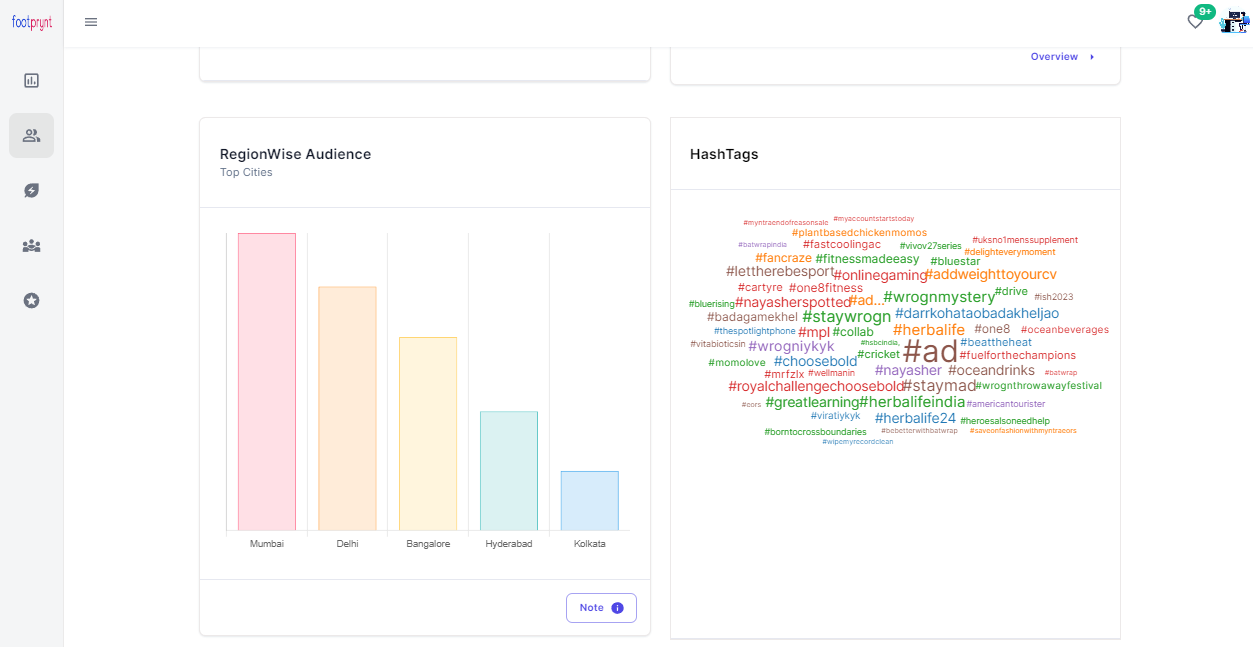 footprynt
9+
Overview
RegionWise Audience
Top Cities
Mumbai
Delhi
Bangalore
Hyderabad
Kolkata
Note
HashTags
#myaccountstartstoday
#myntraendofreasonsale
#plantbasedchickenmomos
#uksno1menssupplement
#batwrapindia
#fastcoolingac
#vivov27series
#delighteverymoment
#fancraze
#fitnessmadeeasy
#bluestar
#lettherebesport
#onlinegaming
#addweighttoyourcv
#cartyre
#one8fitness
#drive
#bluerising
#nayasherspotted
#ad...
#wrognmystery
#ish2023
#badagamekhel
#staywrogn
#darrkohataobadakheljao
#thespotlightphone
#mpl
#collab
#herbalife
#one8
#oceanbeverages
#vitabioticsin
#wrogniykyk
#hsbcindia,
#beattheheat
#momolove
#choosebold
#cricket
#ad
#fuelforthechampions
#mrfzlx
#wellmanin
#nayasher
#oceandrinks
#batwrap
#royalchallengechoosebold
#staymad
#wrognthrowawayfestival
#cors
#greatlearning
#herbalifeindia
#americantourister
#viratiykyk
#herbalife24
#heroesalsoneedhelp
#borntocrossboundaries
#bebetterwithbatwrap
#saveonfashionwithmyntracors
#wipemyrecordclean